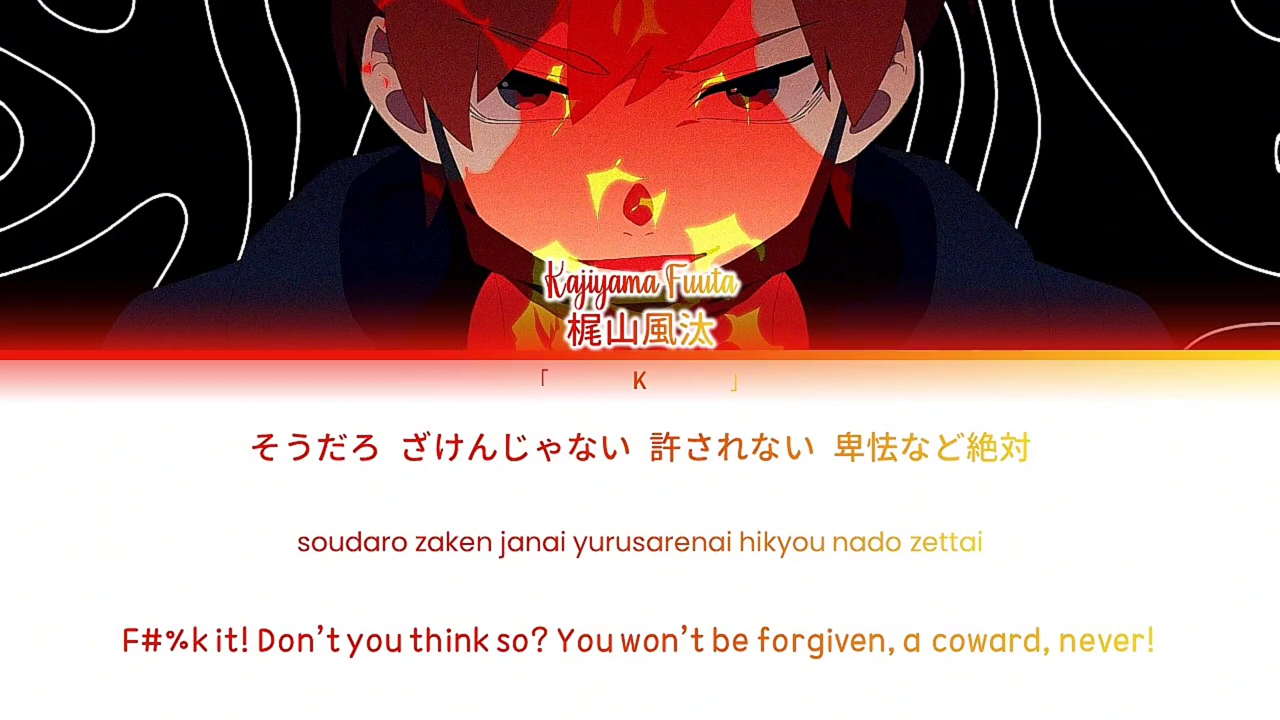 Kajiyama Fuuta
梶山風汰
「 K 」
そうだろ ざけんじゃない 許されない 卑怯など絶対
soudaro zaken janai yurusarenai hikyou nado zettai
F#%k it! Don't you think so? You won't be forgiven, a coward, never!